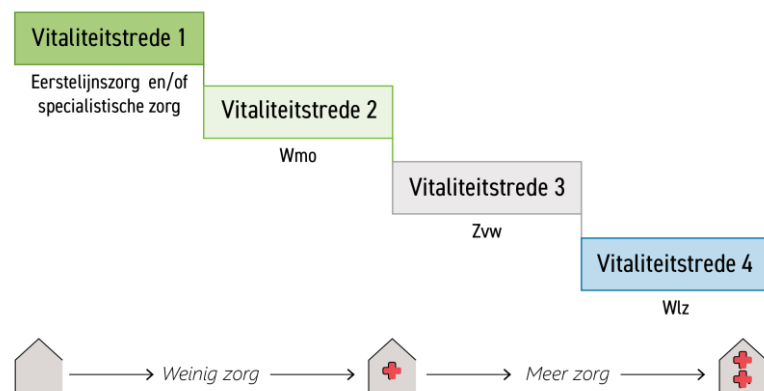 Vitaliteitstrede 1
Eerstelijnszorg en/of
specialistische zorg
Vitaliteitstrede 2
Wmo
Vitaliteitstrede 3
Zvw
Vitaliteitstrede 4
Wlz
Weinig zorg
Meer zorg